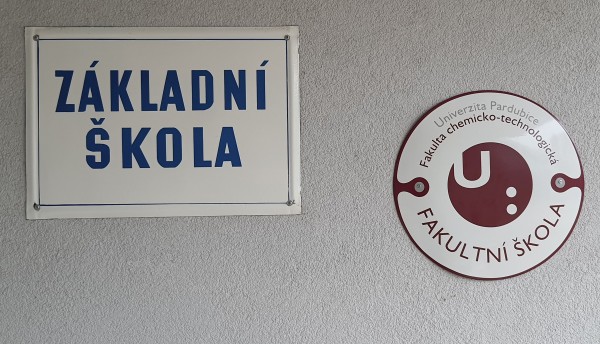 ZÁKLADNÍ
ŠKOLA
Univerzita Pardubice
Fakulta chemicko-technologická
U:
FAKULTNÍ ŠKOLA